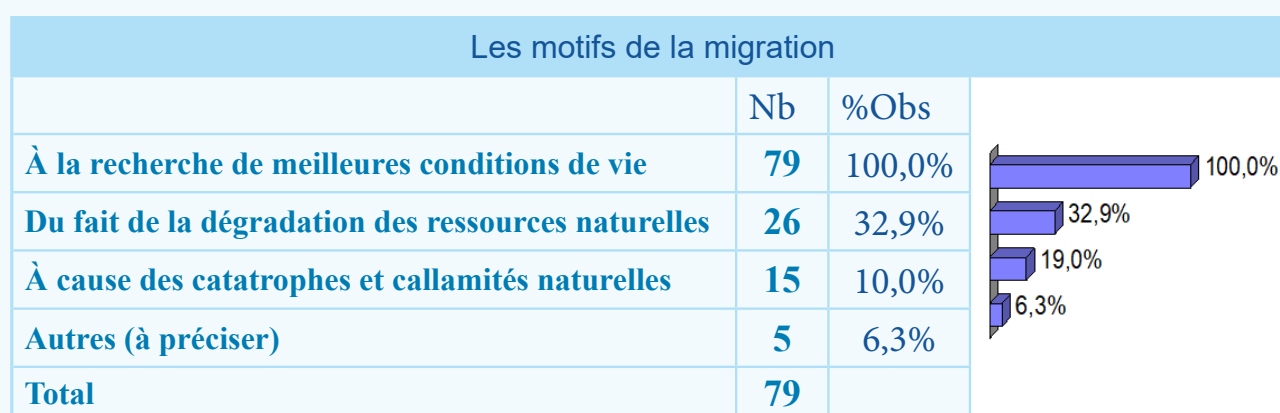 Les motifs de la migration
Nb %Obs
À la recherche de meilleures conditions de vie 79 100,0% 100,0%
Du fait de la dégradation des ressources naturelles 26 32,9% 32,9%
À cause des catatrophes et callamités naturelles 15 10,0% 19,0%
Autres (à préciser) 5 6,3% 6,3%
Total 79